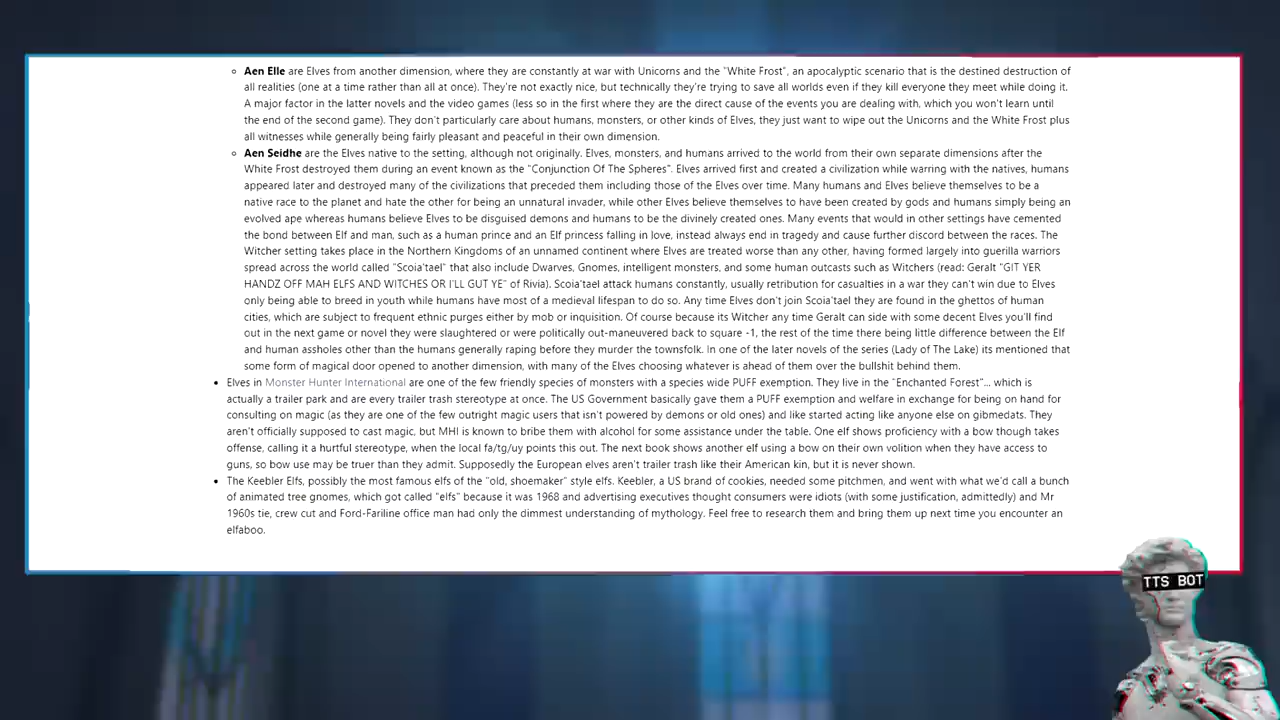 Aen Elle are Elves from another dimension, where they are constantly at war with Unicorns and the "White Frost", an apocalyptic scenario that is the destined destruction of
all realities (one at a time rather than all at once). They're not exactly nice, but technically they're trying to save all worlds even if they kill everyone they meet while doing it.
A major factor in the latter novels and the video games (less so in the first where they are the direct cause of the events you are dealing with, which you won't learn until
the end of the second game). They don't particularly care about humans, monsters, or other kinds of Elves, they just want to wipe out the Unicorns and the White Frost plus
all witnesses while generally being fairly pleasant and peaceful in their own dimension.
Aen Seidhe are the Elves native to the setting, although not originally. Elves, monsters, and humans arrived to the world from their own separate dimensions after the
White Frost destroyed them during an event known as the "Conjunction Of The Spheres". Elves arrived first and created a civilization while warring with the natives, humans
appeared later and destroyed many of the civilizations that preceded them including those of the Elves over time. Many humans and Elves believe themselves to be a
native race to the planet and hate the other for being an unnatural invader, while other Elves believe themselves to have been created by gods and humans simply being an
evolved ape whereas humans believe Elves to be disguised demons and humans to be the divinely created ones. Many events that would in other settings have cemented
the bond between Elf and man, such as a human prince and an Elf princess falling in love, instead always end in tragedy and cause further discord between the races. The
Witcher setting takes place in the Northern Kingdoms of an unnamed continent where Elves are treated worse than any other, having formed largely into guerilla warriors
spread across the world called "Scoia'tael" that also include Dwarves, Gnomes, intelligent monsters, and some human outcasts such as Witchers (read: Geralt "GIT YER
HANDZ OFF MAH ELFS AND WITCHES OR I'LL GUT YE" of Rivia). Scoia'tael attack humans constantly, usually retribution for casualties in a war they can't win due to Elves
only being able to breed in youth while humans have most of a medieval lifespan to do so. Any time Elves don't join Scoia'tael they are found in the ghettos of human
cities, which are subject to frequent ethnic purges either by mob or inquisition. Of course because its Witcher any time Geralt can side with some decent Elves you'll find
out in the next game or novel they were slaughtered or were politically out-maneuvered back to square -1, the rest of the time there being little difference between the Elf
and human assholes other than the humans generally raping before they murder the townsfolk. In one of the later novels of the series (Lady of The Lake) its mentioned that
some form of magical door opened to another dimension, with many of the Elves choosing whatever is ahead of them over the bullshit behind them.
Elves in Monster Hunter International are one of the few friendly species of monsters with a species wide PUFF exemption. They live in the "Enchanted Forest"... which is
actually a trailer park and are every trailer trash stereotype at once. The US Government basically gave them a PUFF exemption and welfare in exchange for being on hand for
consulting on magic (as they are one of the few outright magic users that isn't powered by demons or old ones) and like started acting like anyone else on gibmedats. They
aren't officially supposed to cast magic, but MHI is known to bribe them with alcohol for some assistance under the table. One elf shows proficiency with a bow though takes
offense, calling it a hurtful stereotype, when the local fa/tg/uy points this out. The next book shows another elf using a bow on their own volition when they have access to
guns, so bow use may be truer than they admit. Supposedly the European elves aren't trailer trash like their American kin, but it is never shown.
The Keebler Elfs, possibly the most famous elfs of the "old, shoemaker" style elfs. Keebler, a US brand of cookies, needed some pitchmen, and went with what we'd call a bunch
of animated tree gnomes, which got called "elfs" because it was 1968 and advertising executives thought consumers were idiots (with some justification, admittedly) and Mr
1960s tie, crew cut and Ford-Fariline office man had only the dimmest understanding of mythology. Feel free to research them and bring them up next time you encounter an
elfaboo.
TTS BOT